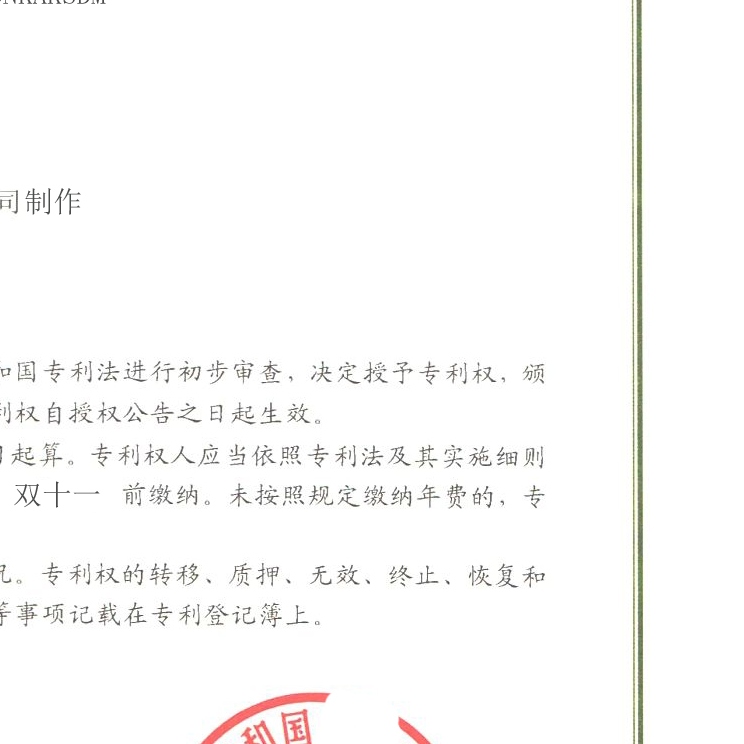 司制作
和国专利法进行初步审查，决定授予专利权，颁
利权自授权公告之日起生效。
日起算。专利权人应当依照专利法及其实施细则
双十一 前缴纳。未按照规定缴纳年费的，专
况。专利权的转移、质押、无效、终止、恢复和
等事项记载在专利登记簿上。
和国